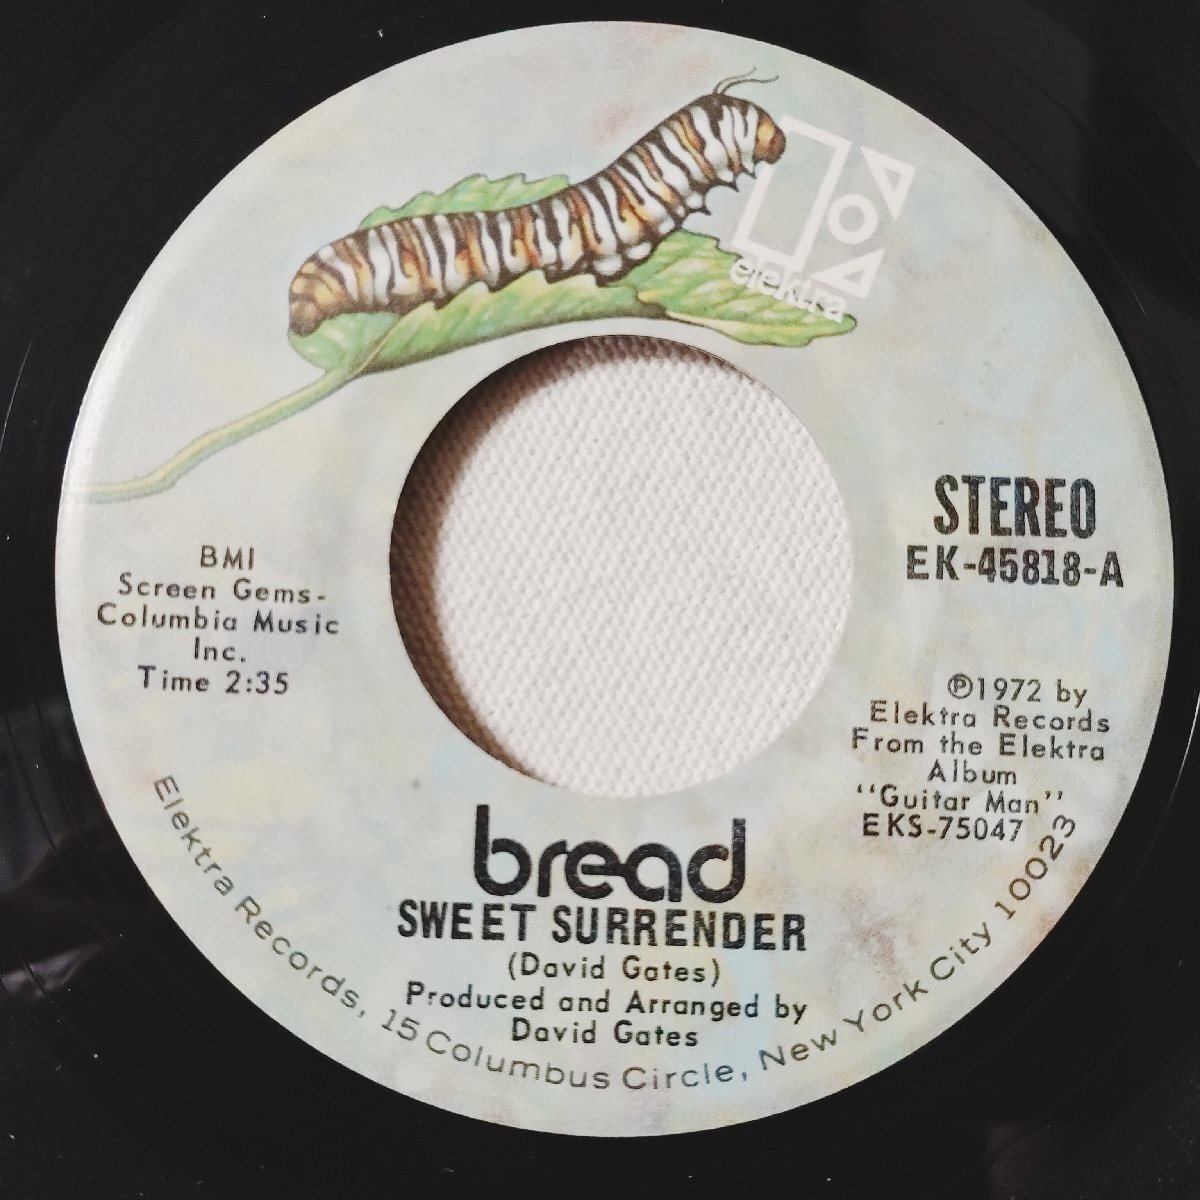 elektra
STEREO
EK-45818-A
BMI
Screen Gems-
Columbia Music
Inc.
Time 2:35
℗1972 by
Elektra Records
From the Elektra
Album
"Guitar Man"
EKS-75047
bread
SWEET SURRENDER
(David Gates)
Produced and Arranged by
David Gates
Elektra Records, 15 Columbus Circle, New York City 10023